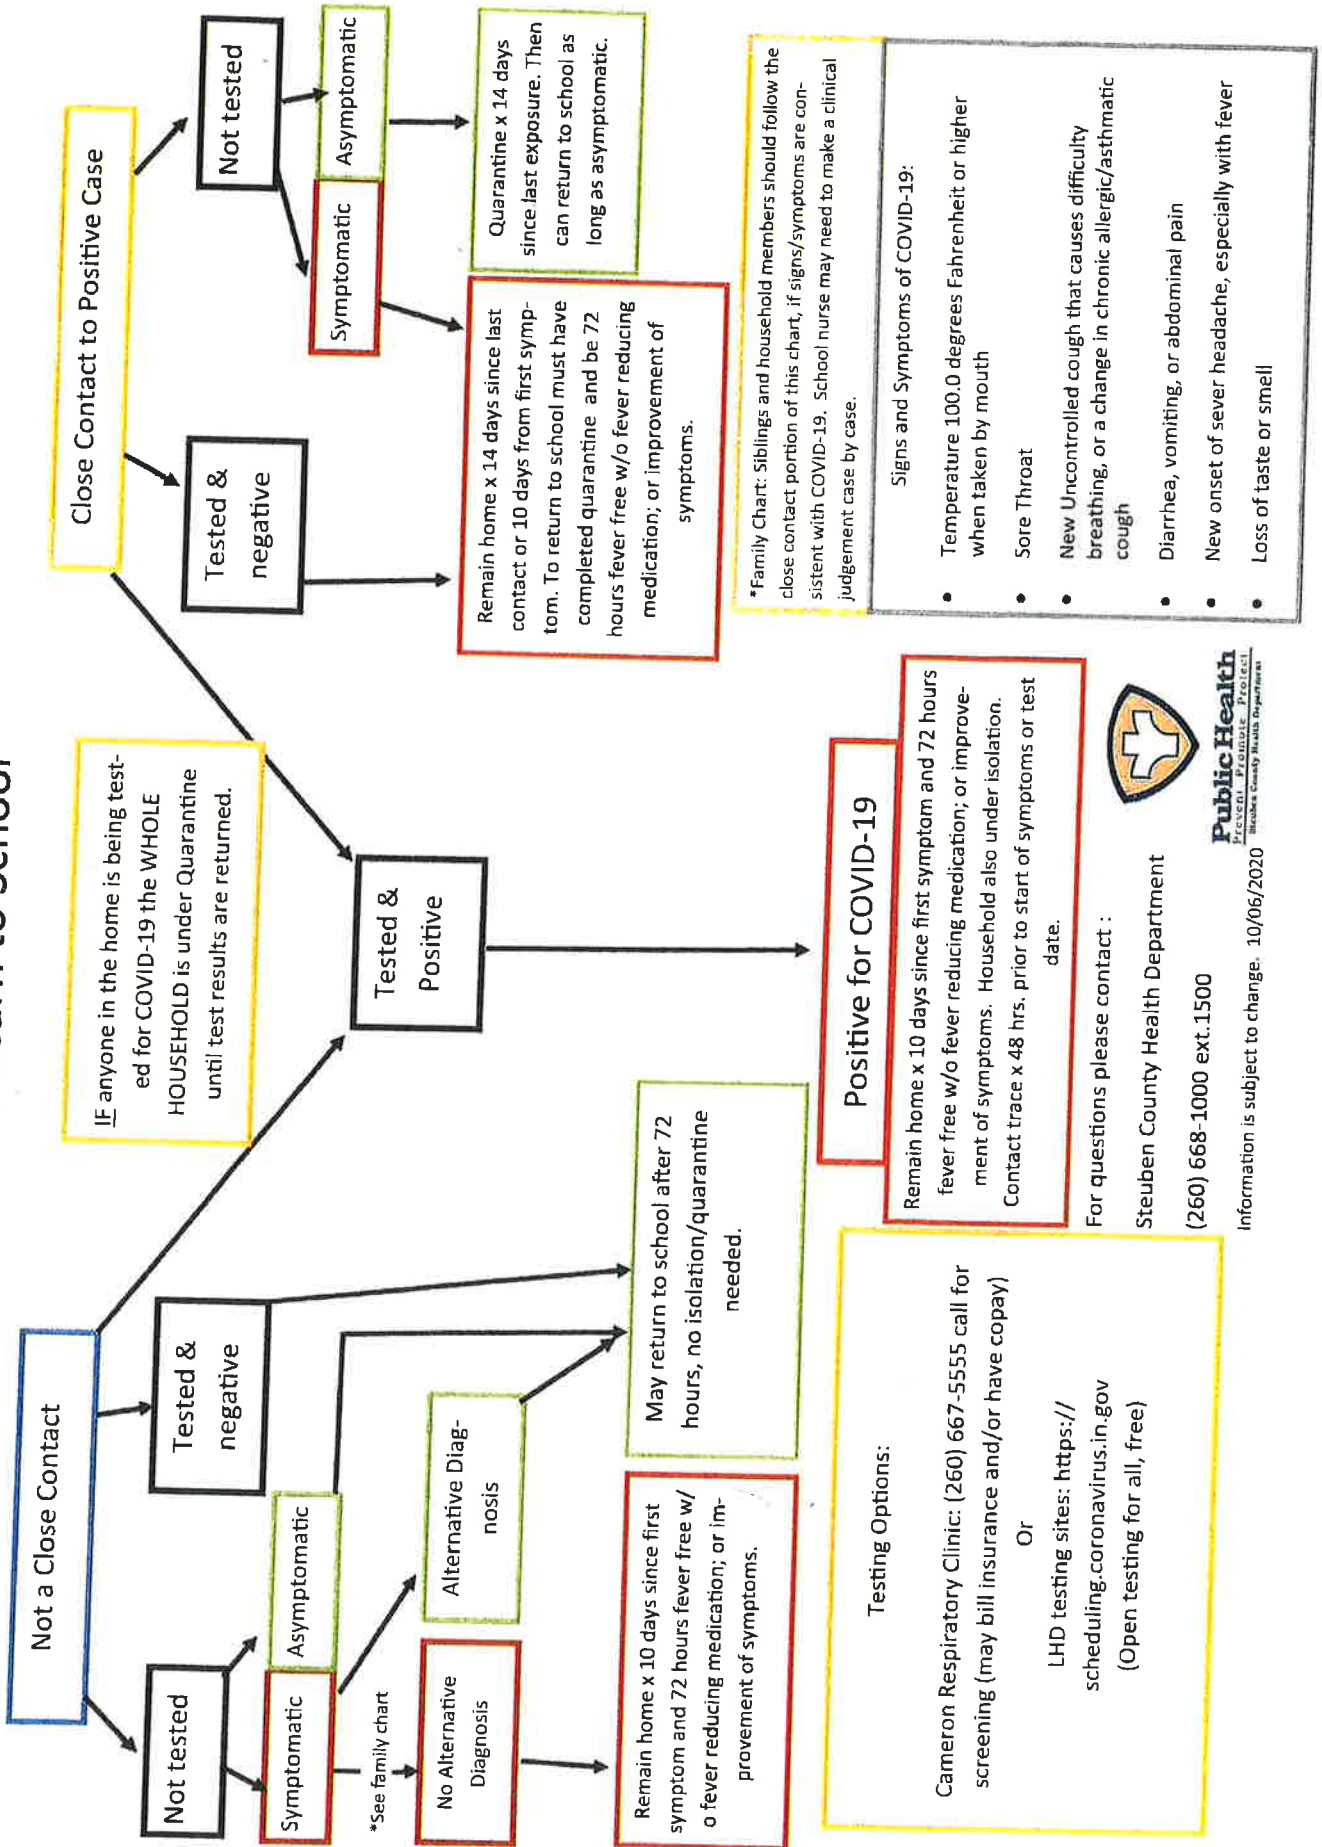 to School
Not a Close Contact
IF anyone in the home is being test-
ed for COVID-19 the WHOLE
HOUSEHOLD is under Quarantine
until test results are returned.
Close Contact to Positive Case
Not tested
Tested &
negative
Tested &
Positive
Tested &
negative
Not tested
Symptomatic
Asymptomatic
Symptomatic
Asymptomatic
*See family chart
No Alternative
Diagnosis
Alternative Diag-
nosis
Remain home x 10 days since first
symptom and 72 hours fever free w/
o fever reducing medication; or im-
provement of symptoms.
May return to school after 72
hours, no isolation/quarantine
needed.
Remain home x 14 days since last
contact or 10 days from first symp-
tom. To return to school must have
completed quarantine and be 72
hours fever free w/o fever reducing
medication; or improvement of
symptoms.
Quarantine x 14 days
since last exposure. Then
can return to school as
long as asymptomatic.
Testing Options:
Cameron Respiratory Clinic: (260) 667-5555 call for
screening (may bill insurance and/or have copay)
Or
LHD testing sites: https://
scheduling.coronavirus.in.gov
(Open testing for all, free)
Positive for COVID-19
Remain home x 10 days since first symptom and 72 hours
fever free w/o fever reducing medication; or improve-
ment of symptoms. Household also under isolation.
Contact trace x 48 hrs. prior to start of symptoms or test
date.
For questions please contact :
Steuben County Health Department
(260) 668-1000 ext.1500
Information is subject to change. 10/06/2020
Public Health
Prevent. Promote. Protect.
Steuben County Health Department
*Family Chart: Siblings and household members should follow the
close contact portion of this chart, if signs/symptoms are con-
sistent with COVID-19. School nurse may need to make a clinical
judgement case by case.
Signs and Symptoms of COVID-19:
• Temperature 100.0 degrees Fahrenheit or higher
when taken by mouth
• Sore Throat
• New Uncontrolled cough that causes difficulty
breathing, or a change in chronic allergic/asthmatic
cough
• Diarrhea, vomiting, or abdominal pain
• New onset of sever headache, especially with fever
• Loss of taste or smell